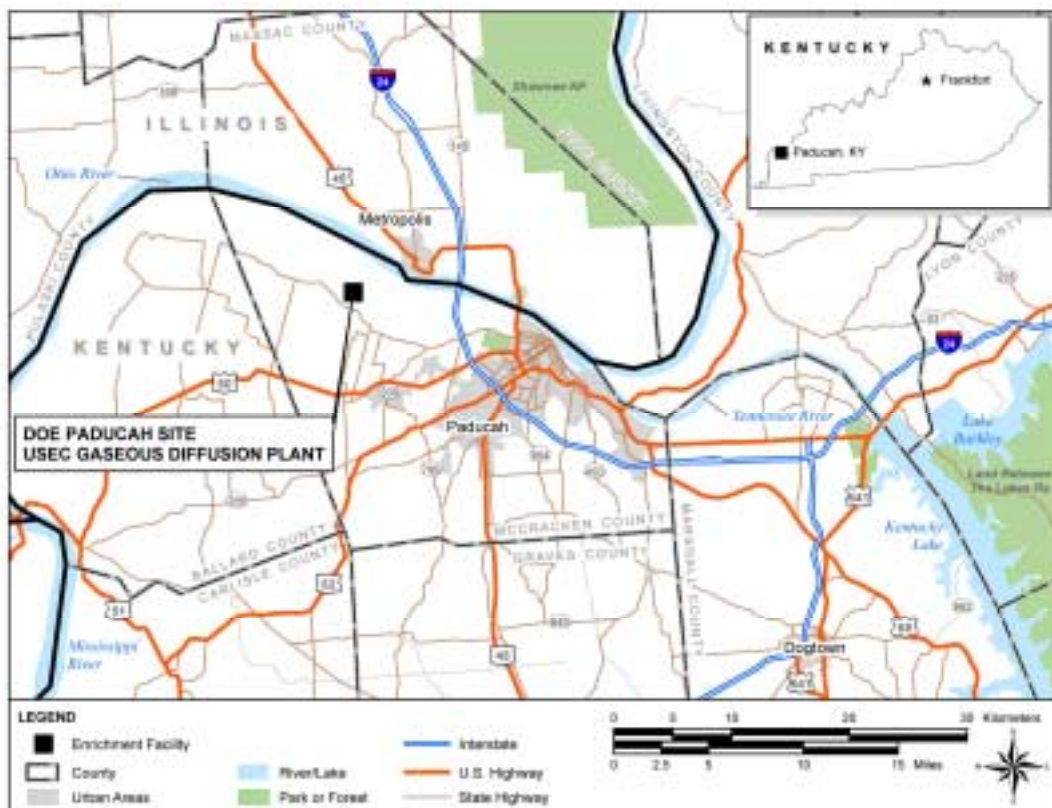 MASSAC COUNTY
24
ILLINOIS
Shawnee NF
LIVINGSTON COUNTY
KENTUCKY
Frankfort
Paducah, KY
Ohio River
45
Metropolis
PULASKI COUNTY
LYON COUNTY
KENTUCKY
60
24
DOE PADUCAH SITE
USEC GASEOUS DIFFUSION PLANT
Paducah
Tennessee River
Lake
Barkley
Land Between
The Lakes
641
Kentucky
Lake
BALLARD COUNTY
CARLISLE COUNTY
MCCRACKEN COUNTY
GRAVES COUNTY
MARSHALL COUNTY
51
62
45
68
Mississippi
River
Dogtown
641
LEGEND
Enrichment Facility
County
Urban Areas
River/Lake
Park or Forest
Interstate
U.S. Highway
State Highway
0 5 10 20 30 Kilometers
0 2.5 5 10 15 Miles